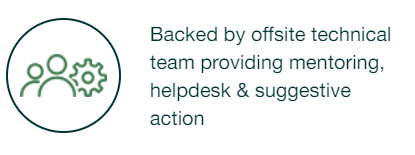 Backed by offsite technical
team providing mentoring,
helpdesk & suggestive
action